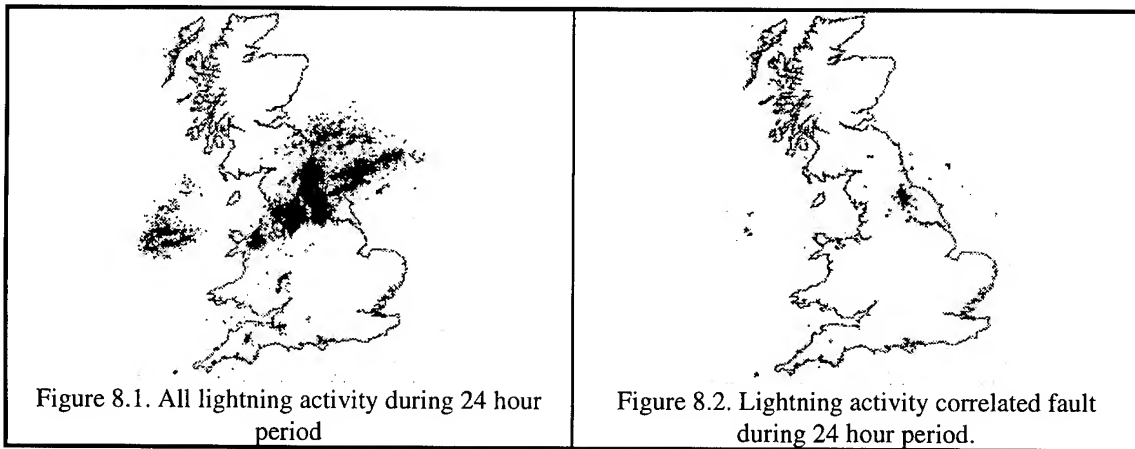 Figure 8.1. All lightning activity during 24 hour
period
Figure 8.2. Lightning activity correlated fault
during 24 hour period.